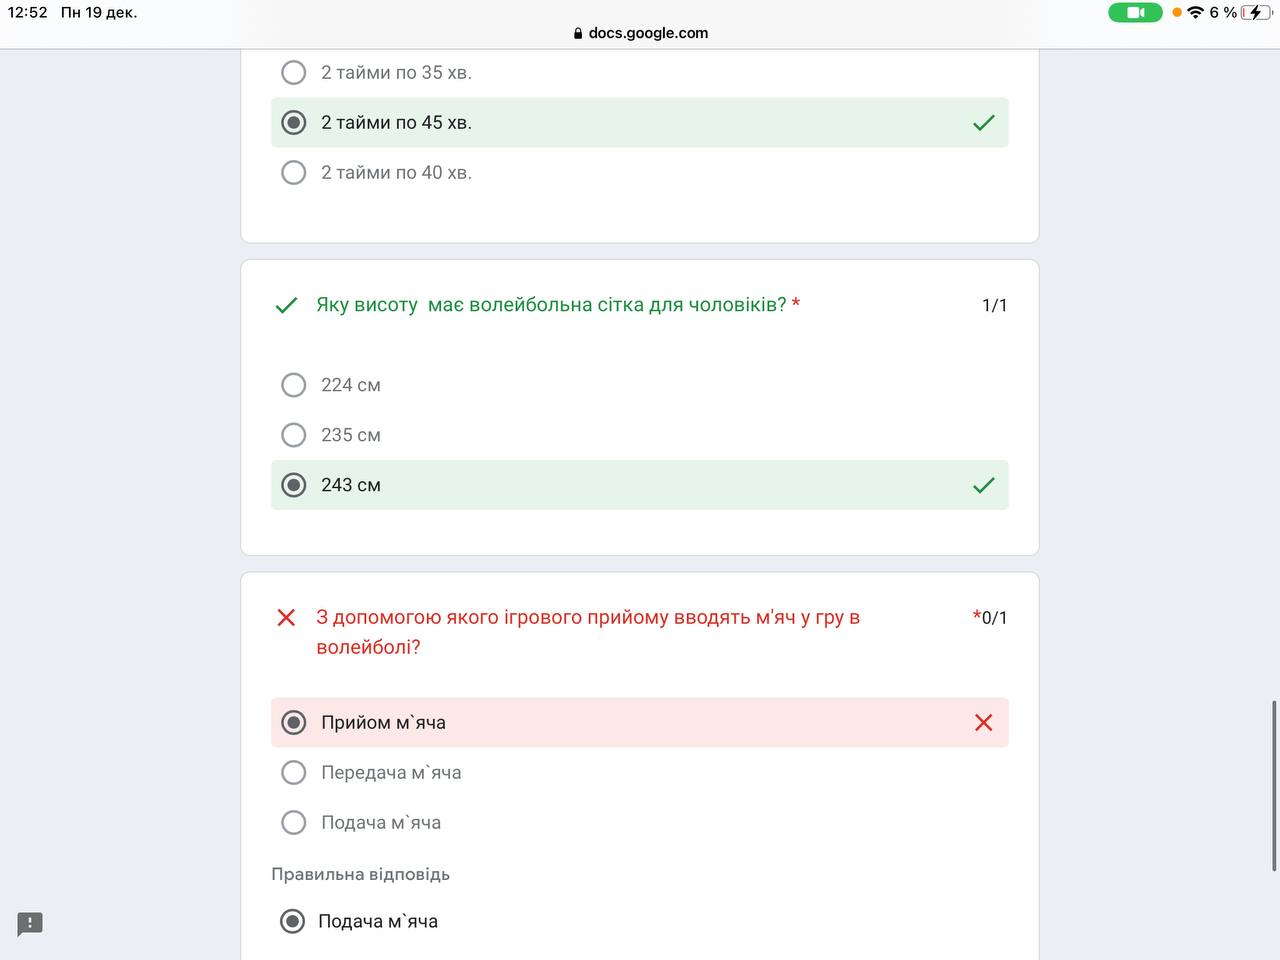 12:52 Пн 19 дек.
6 %
docs.google.com
2 тайми по 35 хв.
2 тайми по 45 хв.
2 тайми по 40 хв.
Яку висоту  має волейбольна сітка для чоловіків? *
1/1
224 см
235 см
243 см
З допомогою якого ігрового прийому вводять м'яч у гру в
волейболі?
*0/1
Прийом м`яча
Передача м`яча
Подача м`яча
Правильна відповідь
Подача м`яча